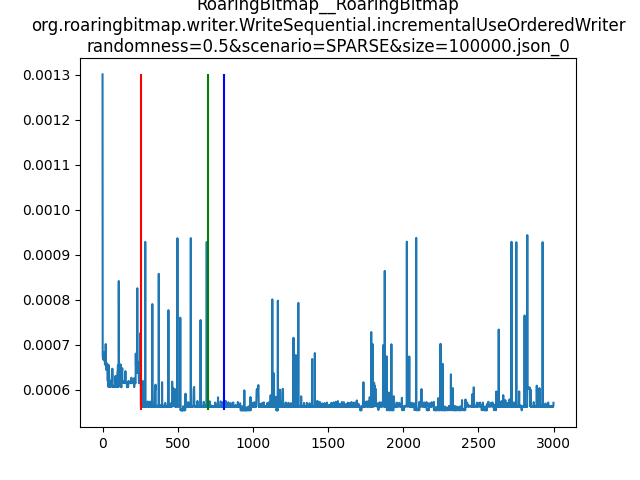 RoaringBitmap__RoaringBitmap
org.roaringbitmap.writer.WriteSequential.incrementalUseOrderedWriter
randomness=0.5&scenario=SPARSE&size=100000.json_0
0.0013
0.0012
0.0011
0.0010
0.0009
0.0008
0.0007
0.0006
0 500 1000 1500 2000 2500 3000